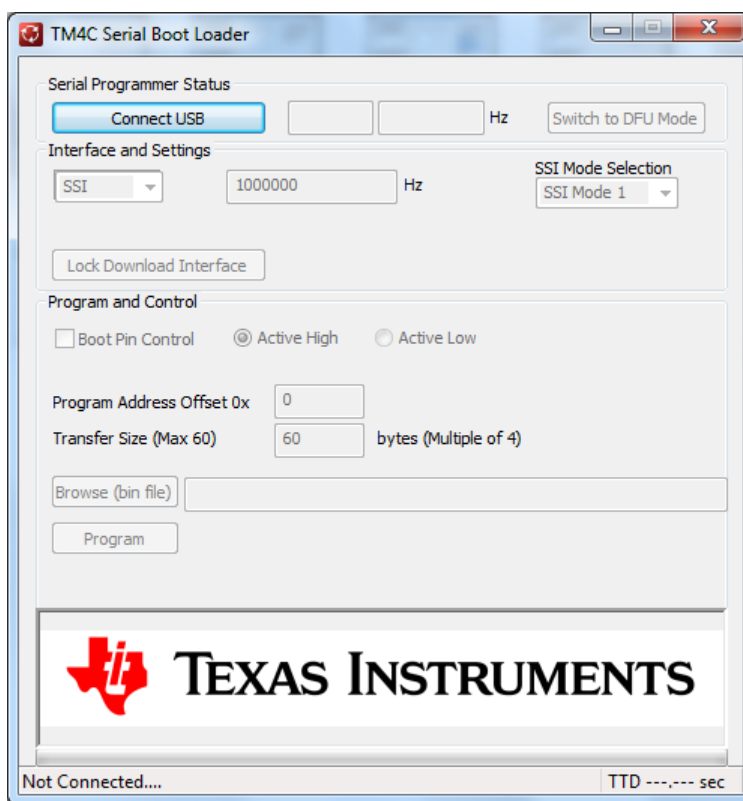 TM4C Serial Boot Loader
Serial Programmer Status
Connect USB Hz Switch to DFU Mode
Interface and Settings
SSI Mode Selection
SSI 1000000 Hz SSI Mode 1
Lock Download Interface
Program and Control
Boot Pin Control Active High Active Low
Program Address Offset 0x 0
Transfer Size (Max 60) 60 bytes (Multiple of 4)
Browse (bin file)
Program
ti TEXAS INSTRUMENTS
Not Connected.... TTD ---.--- sec